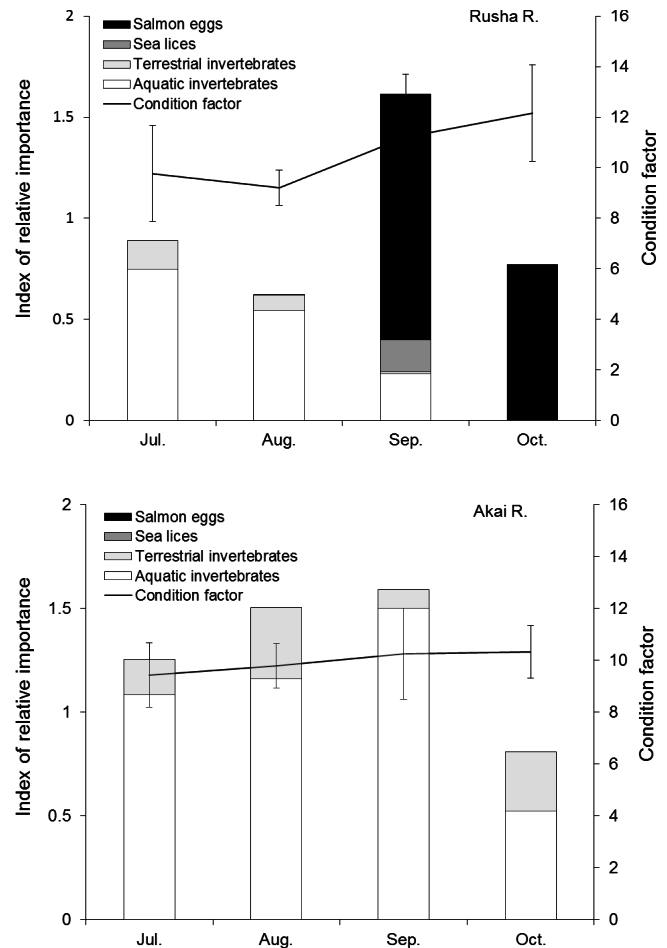 Rusha R.
Salmon eggs
Sea lices
Terrestrial invertebrates
Aquatic invertebrates
Condition factor
Index of relative importance
2
1.5
1
0.5
0
16
14
12
10
8
6
4
2
0
Condition factor
Jul. Aug. Sep. Oct.
Akai R.
Salmon eggs
Sea lices
Terrestrial invertebrates
Aquatic invertebrates
Condition factor
Index of relative importance
2
1.5
1
0.5
0
16
14
12
10
8
6
4
2
0
Condition factor
Jul. Aug. Sep. Oct.